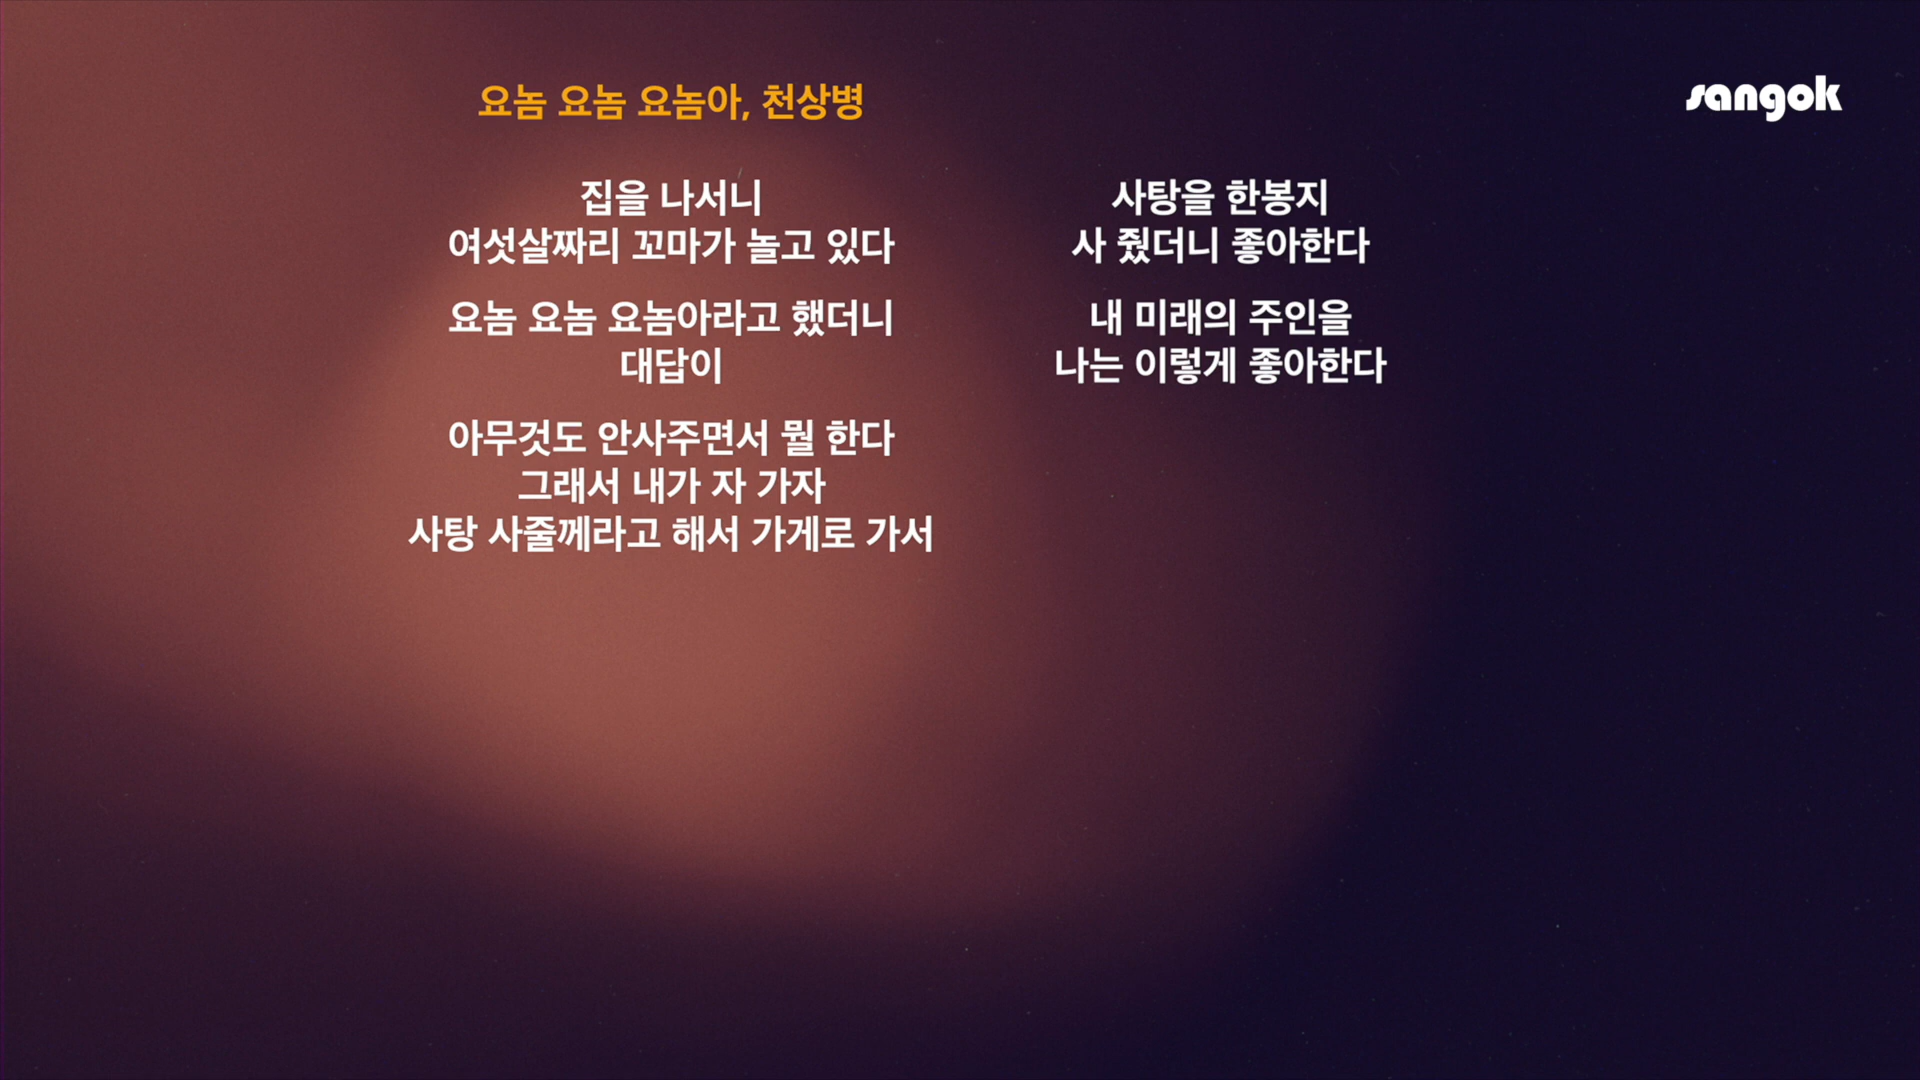 요놈 요놈 요놈아, 천상병
집을 나서니
여섯살짜리 꼬마가 놀고 있다
요놈 요놈 요놈아라고 했더니
대답이
아무것도 안사주면서 뭘 한다
그래서 내가 자 가자
사탕 사줄께라고 해서 가게로 가서
사탕을 한봉지
사 줬더니 좋아한다
내 미래의 주인을
나는 이렇게 좋아한다
sangok